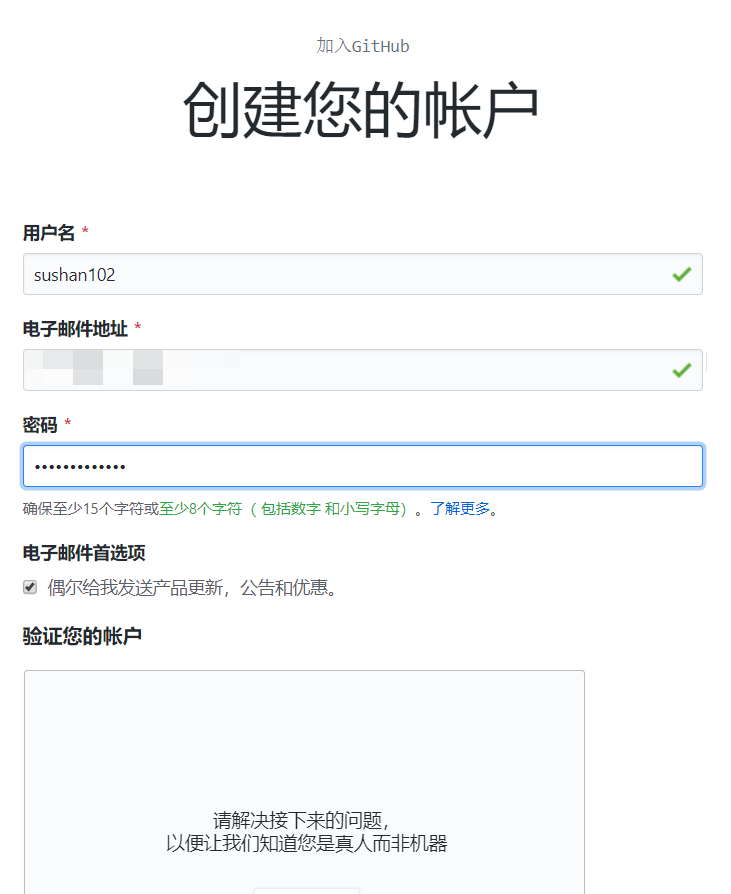 加入GitHub
创建您的帐户
用户名 *
sushan102
电子邮件地址 *
密码 *
•••••••••••••
确保至少15个字符或至少8个字符（ 包括数字 和小写字母）。了解更多。
电子邮件首选项
偶尔给我发送产品更新，公告和优惠。
验证您的帐户
请解决接下来的问题，
以便让我们知道您是真人而非机器